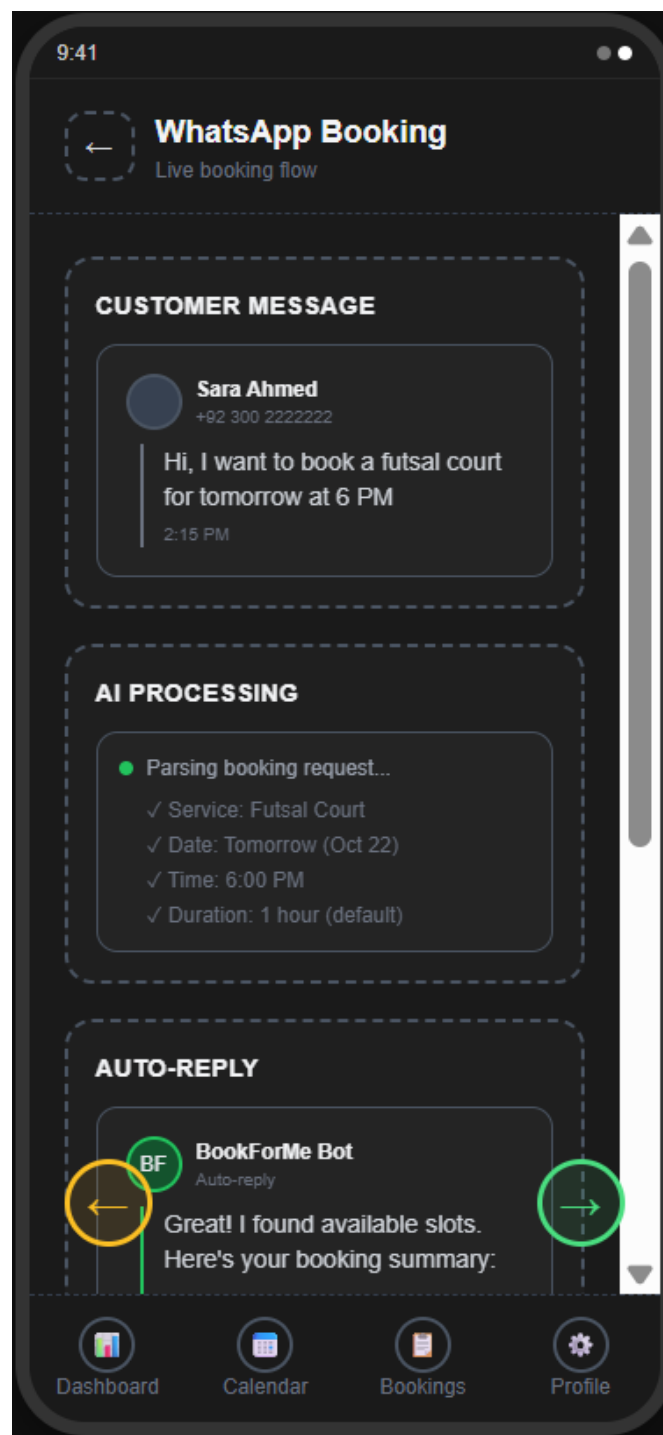 9:41
←
WhatsApp Booking
Live booking flow
CUSTOMER MESSAGE
Sara Ahmed
+92 300 2222222
Hi, I want to book a futsal court
for tomorrow at 6 PM
2:15 PM
AI PROCESSING
Parsing booking request...
✓ Service: Futsal Court
✓ Date: Tomorrow (Oct 22)
✓ Time: 6:00 PM
✓ Duration: 1 hour (default)
AUTO-REPLY
BF
BookForMe Bot
Auto-reply
← →
Great! I found available slots.
Here's your booking summary:
Dashboard Calendar Bookings Profile